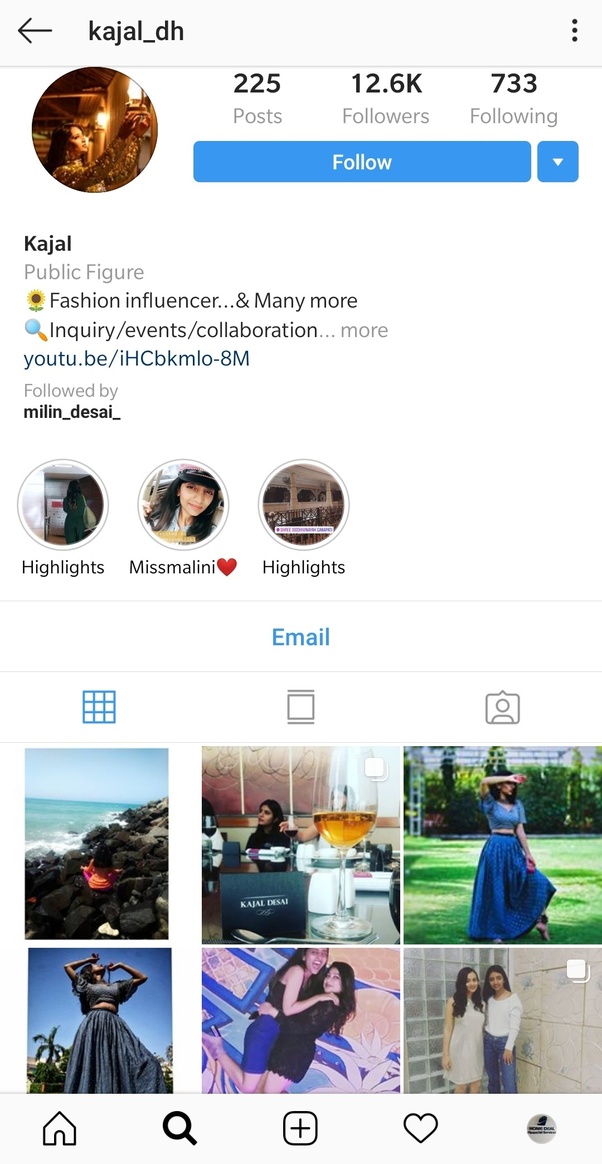 kajal_dh
225 12.6K 733
Posts Followers Following
Follow
Kajal
Public Figure
🌻Fashion influencer...& Many more
🔍Inquiry/events/collaboration... more
youtu.be/iHCbkmlo-8M
Followed by
milin_desai_
Highlights Missmalini❤️ Highlights
Email
KAJAL DESAI